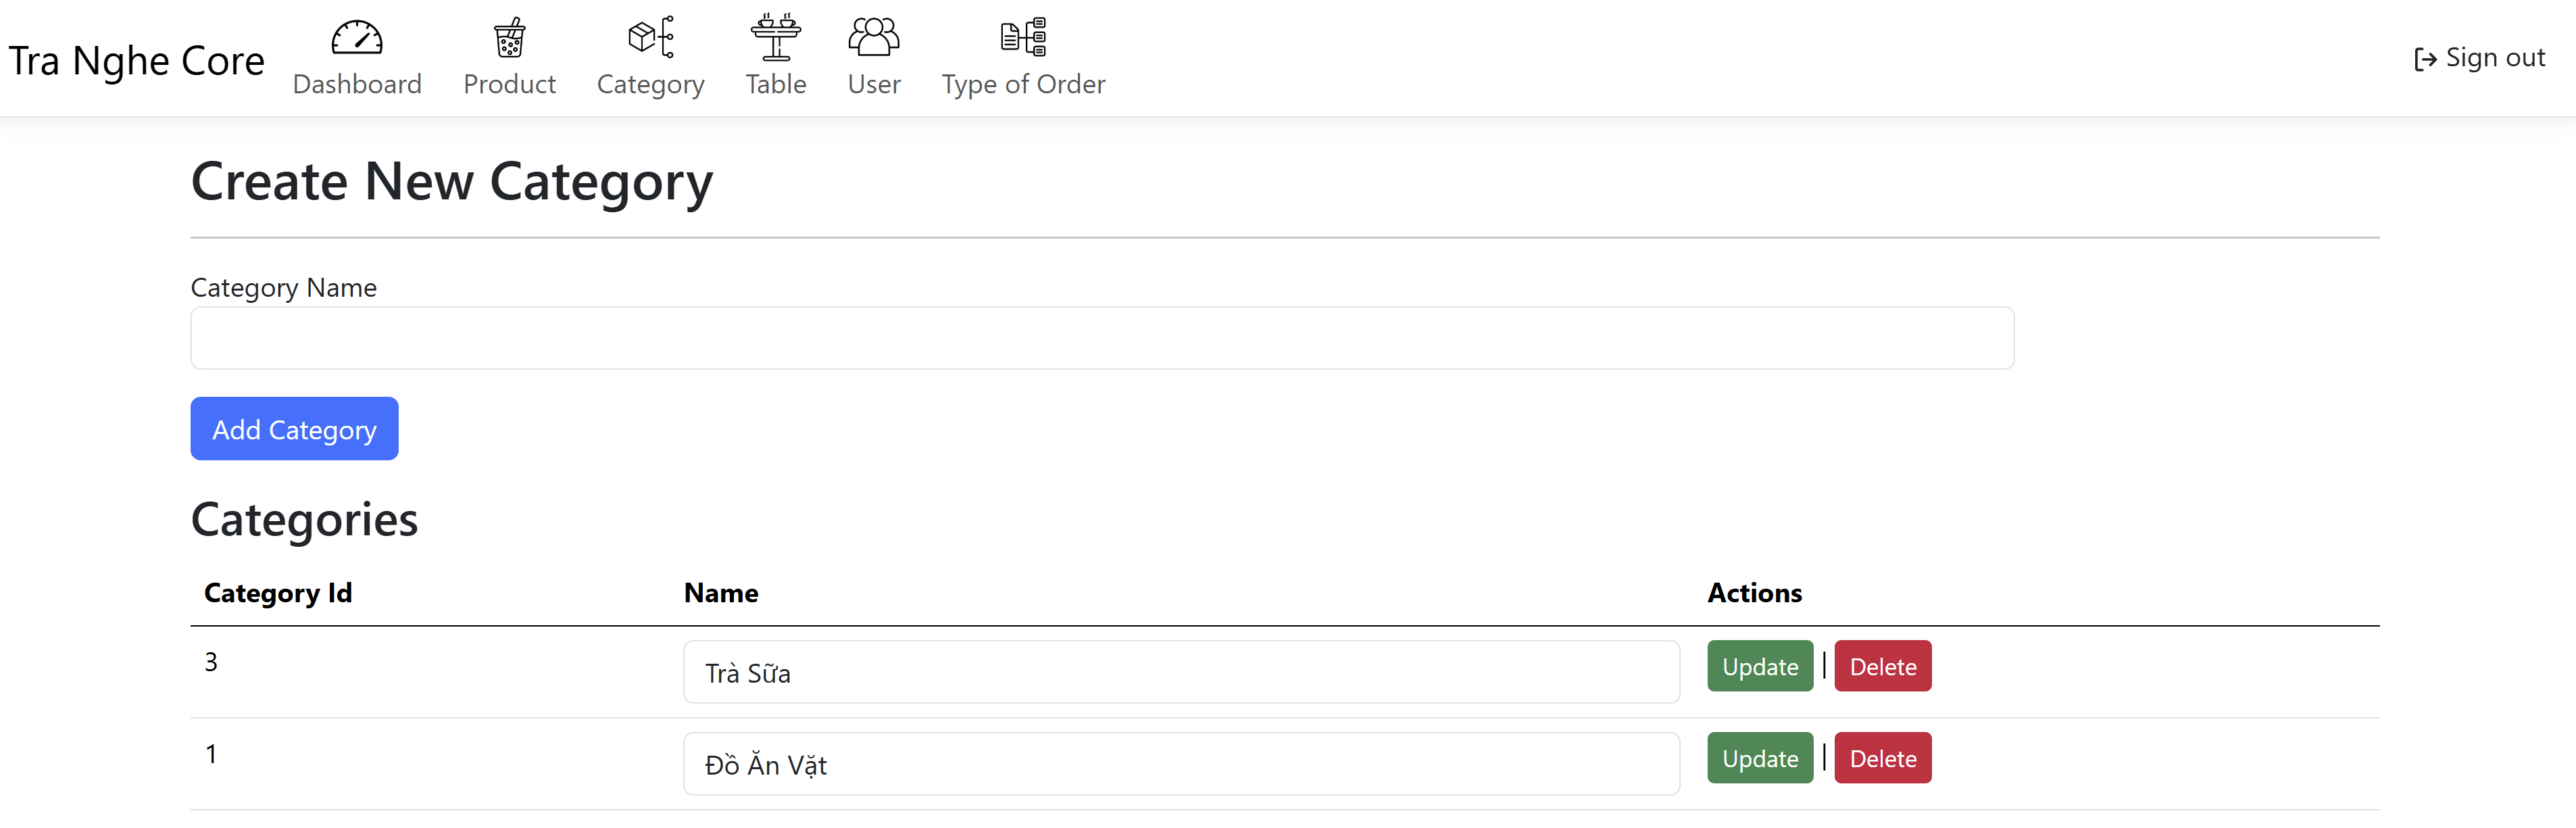 Tra Nghe Core
Dashboard
Product
Category
Table
User
Type of Order
Sign out
Create New Category
Category Name
Add Category
Categories
Category Id Name Actions
3 Trà Sữa Update | Delete
1 Đồ Ăn Vặt Update | Delete